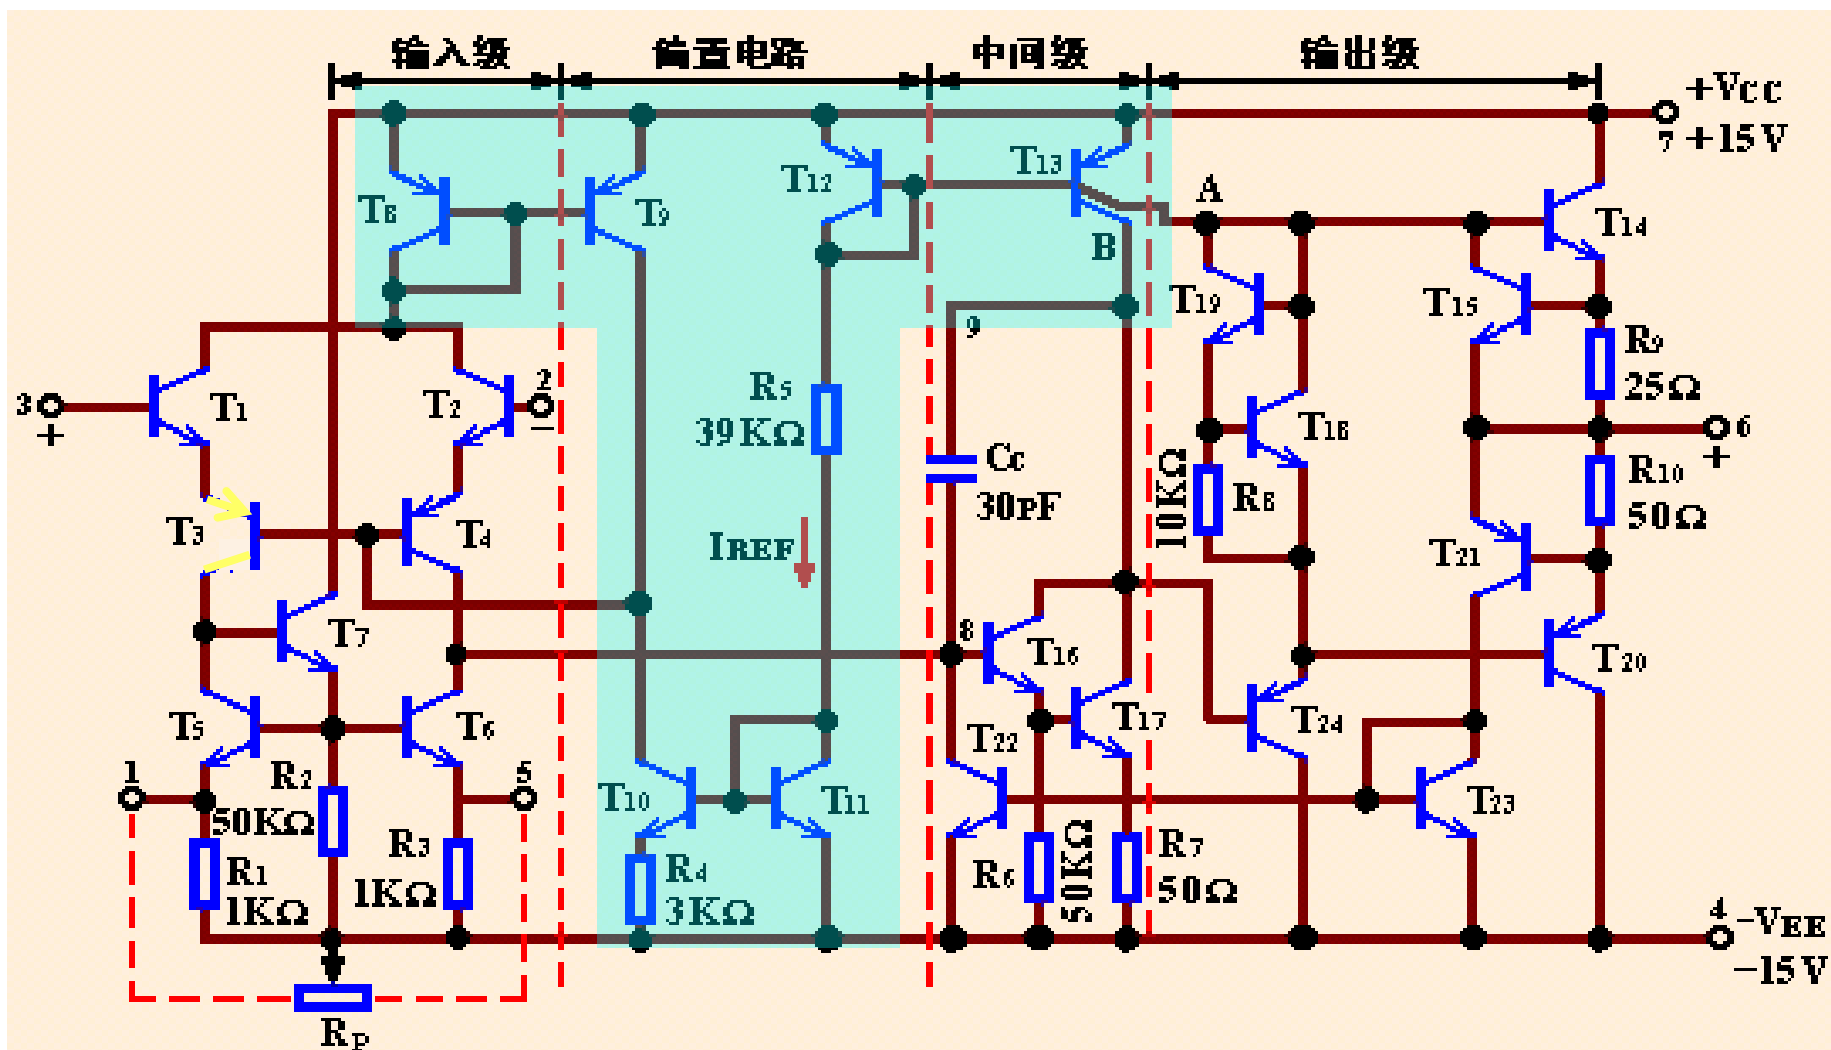 输入级
偏置电路
中间级
输出级
+VCC
7 +15V
T8
T9
T12
T13
A
B
T14
T19
T15
9
R9
25Ω
3
+
T1
T2
2
−
R5
39KΩ
CC
30PF
T18
6
+
10KΩ
R8
R10
50Ω
T3
T4
IREF
T21
T7
8
T16
T20
T5
T6
T22
T17
T24
1
R2
50KΩ
5
T10
T11
T23
R1
1KΩ
R3
1KΩ
R4
3KΩ
R6
50KΩ
R7
50Ω
4
−VEE
−15V
RP